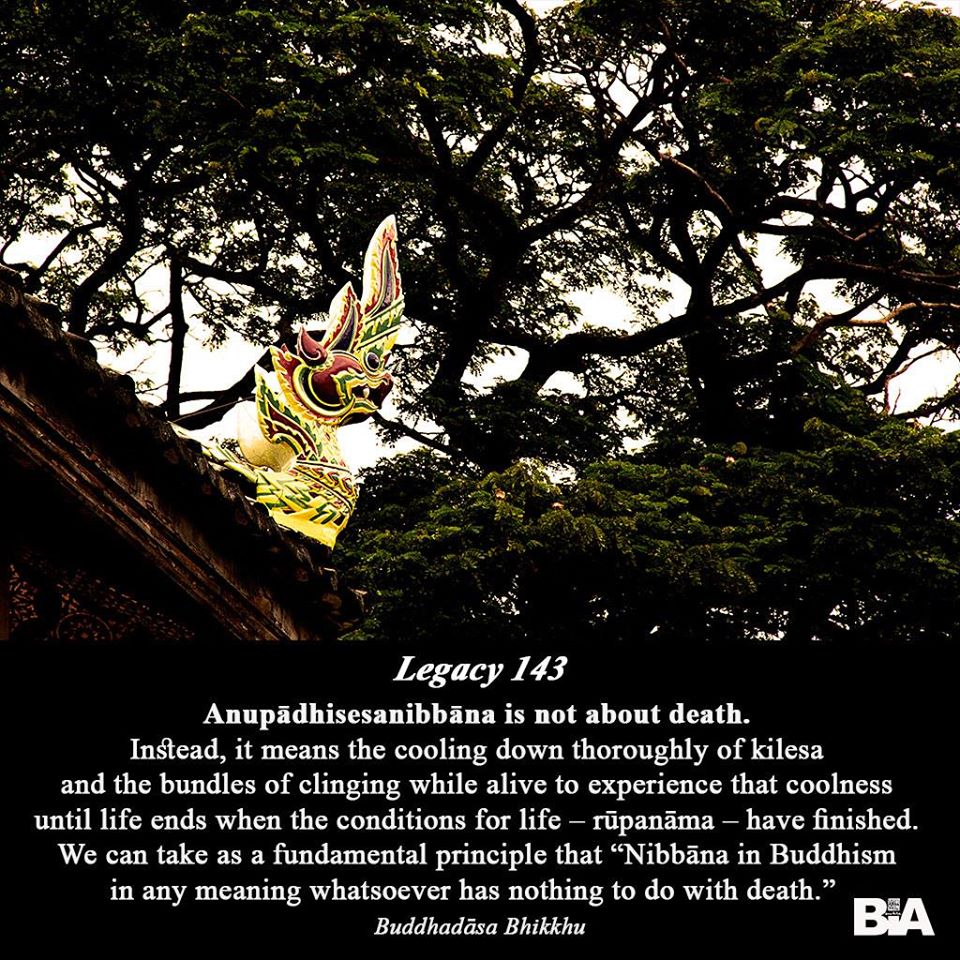 Legacy 143
Anupādhisesanibbāna is not about death.
Instead, it means the cooling down thoroughly of kilesa
and the bundles of clinging while alive to experience that coolness
until life ends when the conditions for life – rūpanāma – have finished.
We can take as a fundamental principle that “Nibbāna in Buddhism
in any meaning whatsoever has nothing to do with death.”
Buddhadāsa Bhikkhu
BIA